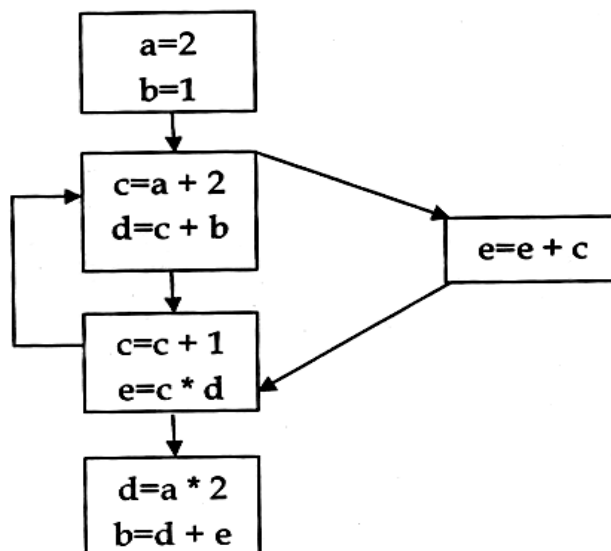 a=2
b=1
c=a + 2
d=c + b
e=e + c
c=c + 1
e=c * d
d=a * 2
b=d + e